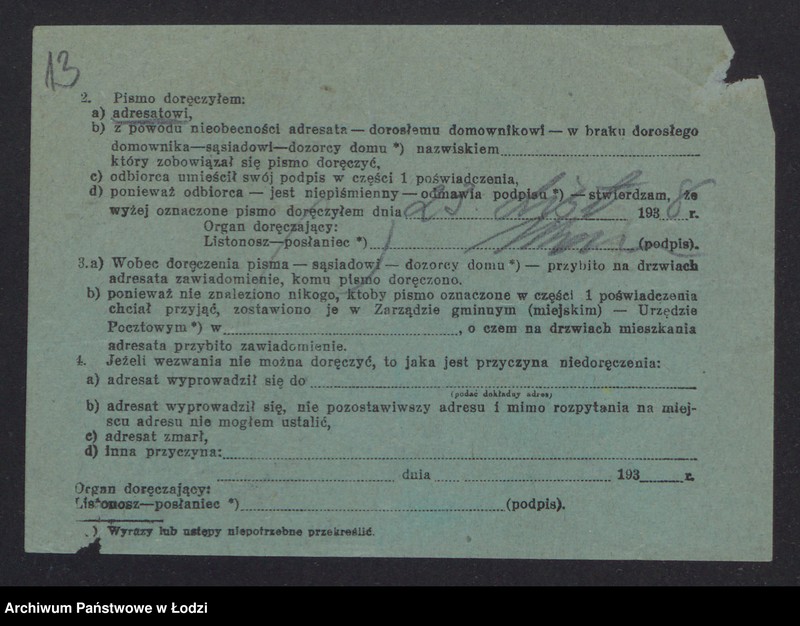 13
2. Pismo doręczyłem:
a) adresatowi,
b) z powodu nieobecności adresata — dorosłemu domownikowi — w braku dorosłego
domownika—sąsiadowi—dozorcy domu *) nazwiskiem
który zobowiązał się pismo doręczyć,
c) odbiorca umieścił swój podpis w części 1 poświadczenia,
d) ponieważ odbiorca — jest niepiśmienny — odmawia podpisu *) — stwierdzam, że
wyżej oznaczone pismo doręczyłem dnia 23 1938 r.
Organ doręczający:
Listonosz—posłaniec *) (podpis).
3.a) Wobec doręczenia pisma — sąsiadowi — dozorcy domu *) — przybito na drzwiach
adresata zawiadomienie, komu pismo doręczono.
b) ponieważ nie znaleziono nikogo, ktoby pismo oznaczone w części 1 poświadczenia
chciał przyjąć, zostawiono je w Zarządzie gminnym (miejskim) — Urzędzie
Pocztowym *) w , o czem na drzwiach mieszkania
adresata przybito zawiadomienie.
4. Jeżeli wezwania nie można doręczyć, to jaka jest przyczyna niedoręczenia:
a) adresat wyprowadził się do
(podać dokładny adres)
b) adresat wyprowadził się, nie pozostawiwszy adresu i mimo rozpytania na miej-
scu adresu nie mogłem ustalić,
c) adresat zmarł,
d) inna przyczyna:
dnia 193 r.
Organ doręczający:
Listonosz—posłaniec *) (podpis).
*) Wyrazy lub ustępy niepotrzebne przekreślić.
Archiwum Państwowe w Łodzi